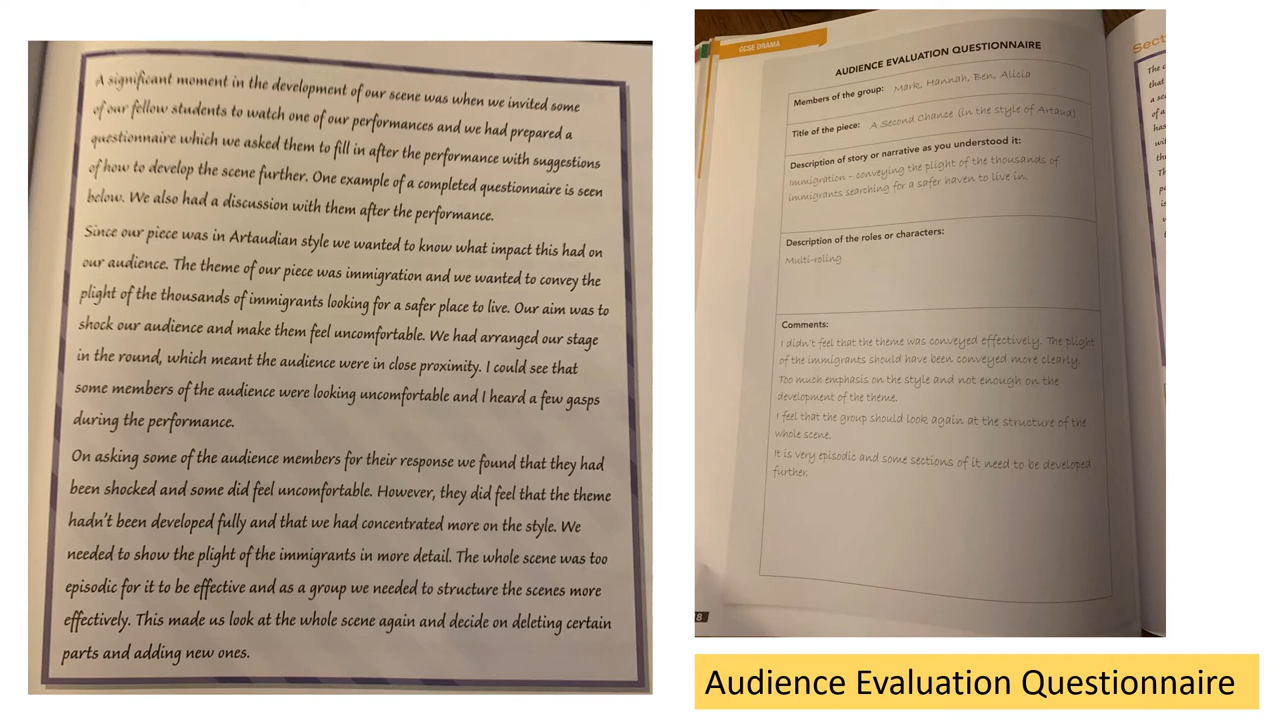 A significant moment in the development of our scene was when we invited some
of our fellow students to watch one of our performances and we had prepared a
questionnaire which we asked them to fill in after the performance with suggestions
of how to develop the scene further. One example of a completed questionnaire is seen
below. We also had a discussion with them after the performance.
Since our piece was in Artaudian style we wanted to know what impact this had on
our audience. The theme of our piece was immigration and we wanted to convey the
plight of the thousands of immigrants looking for a safer place to live. Our aim was to
shock our audience and make them feel uncomfortable. We had arranged our stage
in the round, which meant the audience were in close proximity. I could see that
some members of the audience were looking uncomfortable and I heard a few gasps
during the performance.
On asking some of the audience members for their response we found that they had
been shocked and some did feel uncomfortable. However, they did feel that the theme
hadn't been developed fully and that we had concentrated more on the style. We
needed to show the plight of the immigrants in more detail. The whole scene was too
episodic for it to be effective and as a group we needed to structure the scenes more
effectively. This made us look at the whole scene again and decide on deleting certain
parts and adding new ones.
GCSE DRAMA
AUDIENCE EVALUATION QUESTIONNAIRE
Members of the group: Mark, Hannah, Ben, Alicia
Title of the piece: A Second Chance (in the style of Artaud)
Description of story or narrative as you understood it:
Immigration – conveying the plight of the thousands of
immigrants searching for a safer haven to live in.
Description of the roles or characters:
Multi-roling
Comments:
I didn't feel that the theme was conveyed effectively. The plight
of the immigrants should have been conveyed more clearly.
Too much emphasis on the style and not enough on the
development of the theme.
I feel that the group should look again at the structure of the
whole scene.
It is very episodic and some sections of it need to be developed
further.
8
Audience Evaluation Questionnaire